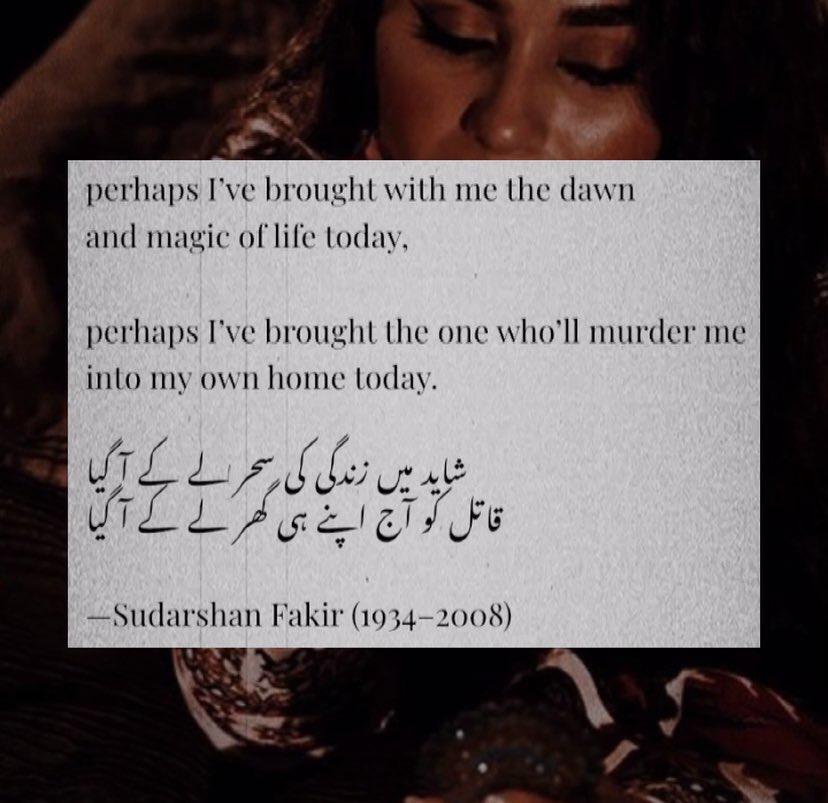 perhaps I’ve brought with me the dawn
and magic of life today,
perhaps I’ve brought the one who’ll murder me
into my own home today.
شاید میں زندگی کی سحر لے کے آ گیا
قاتل کو آج اپنے ہی گھر لے کے آ گیا
—Sudarshan Fakir (1934–2008)